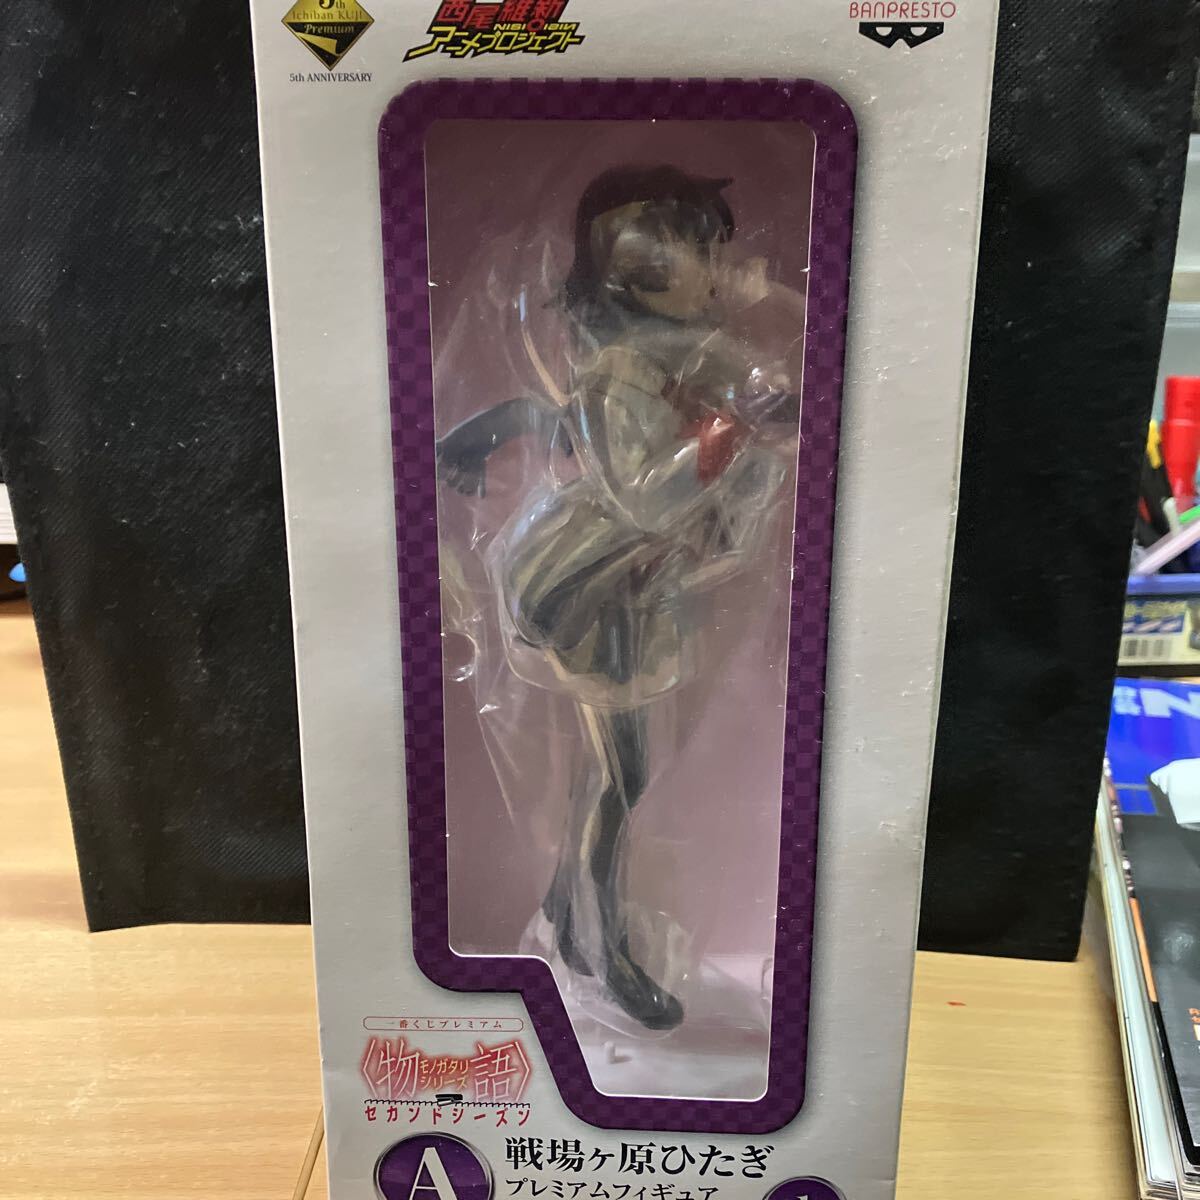 5th
Ichiban KUJI
Premium
5th ANNIVERSARY
西尾維新
NISIOISIN
アニメプロジェクト
BANPRESTO
一番くじプレミアム
〈物語〉
モノガタリ
シリーズ
セカンドシーズン
A
戦場ヶ原ひたぎ
プレミアムフィギュア